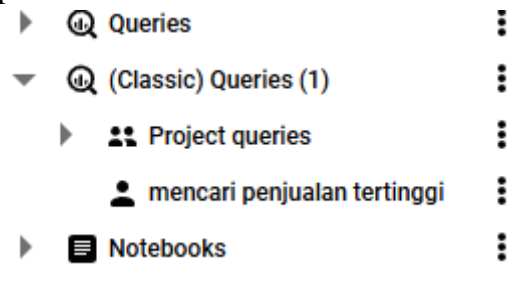 Queries
(Classic) Queries (1)
Project queries
mencari penjualan tertinggi
Notebooks